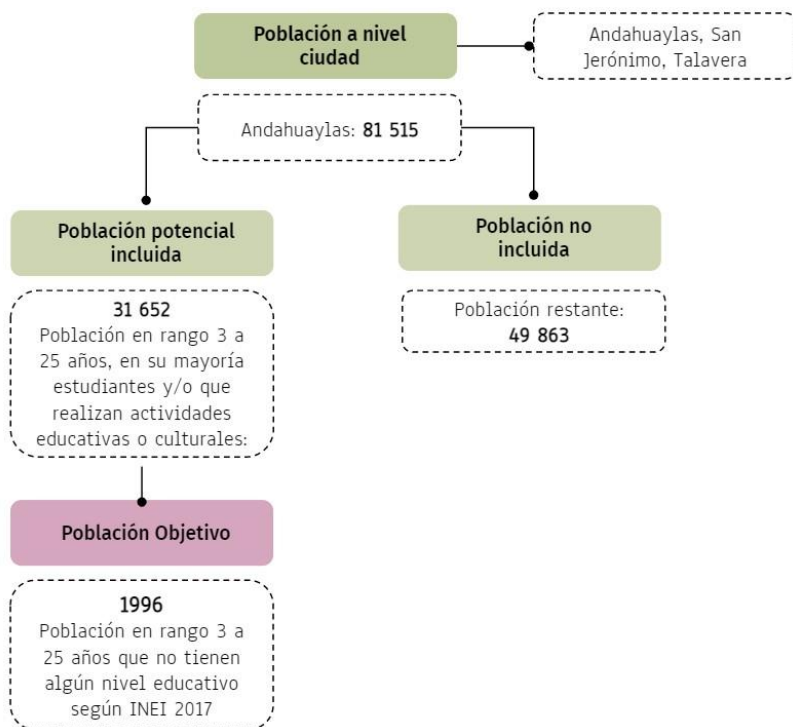 Población a nivel
ciudad
Andahuaylas, San
Jerónimo, Talavera
Andahuaylas: 81 515
Población potencial
incluida
Población no
incluida
31 652
Población en rango 3 a
25 años, en su mayoría
estudiantes y/o que
realizan actividades
educativas o culturales:
Población restante:
49 863
Población Objetivo
1996
Población en rango 3 a
25 años que no tienen
algún nivel educativo
según INEI 2017